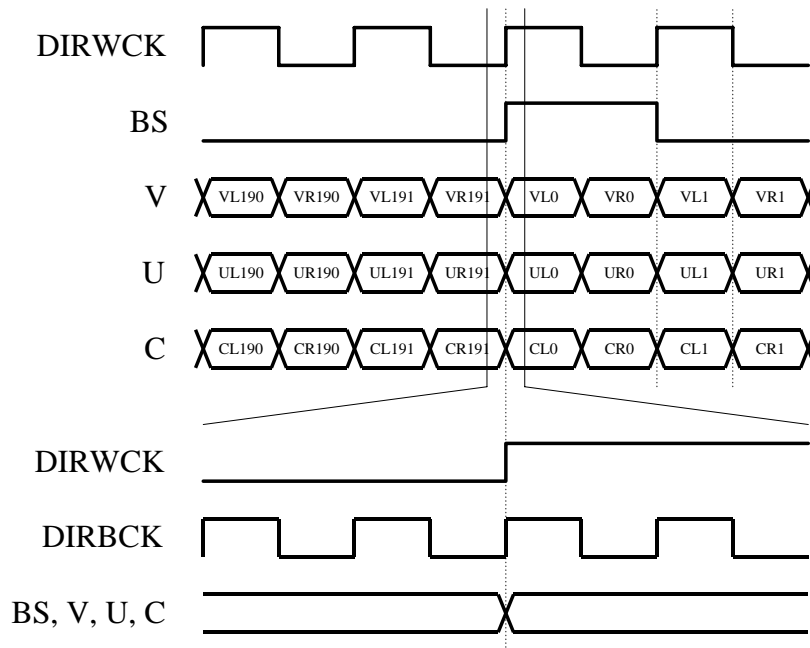 DIRWCK
BS
V VL190 VR190 VL191 VR191 VL0 VR0 VL1 VR1
U UL190 UR190 UL191 UR191 UL0 UR0 UL1 UR1
C CL190 CR190 CL191 CR191 CL0 CR0 CL1 CR1
DIRWCK
DIRBCK
BS, V, U, C